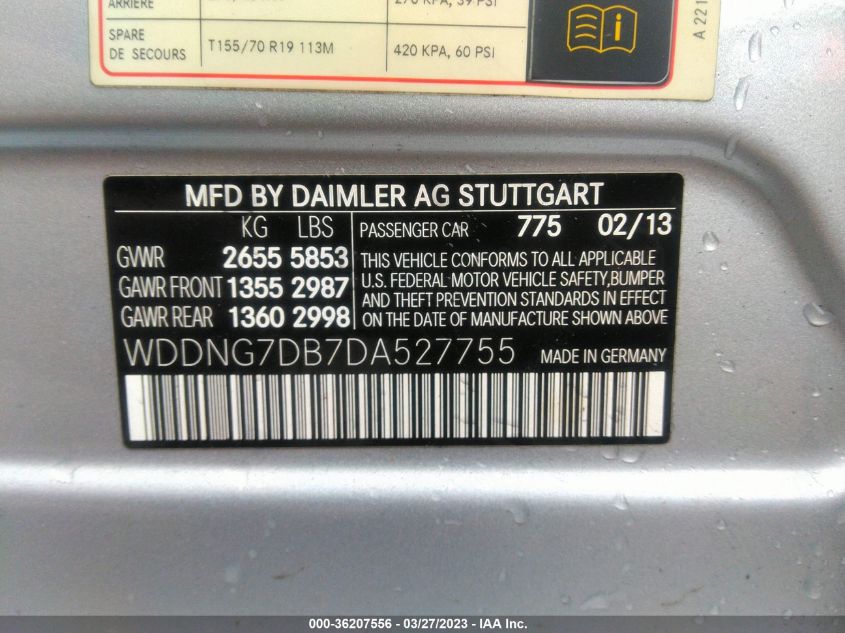 ARRIÈRE
SPARE
DE SECOURS T155/70 R19 113M 420 KPA, 60 PSI
A 221
MFD BY DAIMLER AG STUTTGART
KG LBS PASSENGER CAR 775 02/13
GVWR 2655 5853
GAWR FRONT 1355 2987
GAWR REAR 1360 2998
THIS VEHICLE CONFORMS TO ALL APPLICABLE
U.S. FEDERAL MOTOR VEHICLE SAFETY,BUMPER
AND THEFT PREVENTION STANDARDS IN EFFECT
ON THE DATE OF MANUFACTURE SHOWN ABOVE
WDDNG7DB7DA527755 MADE IN GERMANY
000-36207556 - 03/27/2023 - IAA Inc.